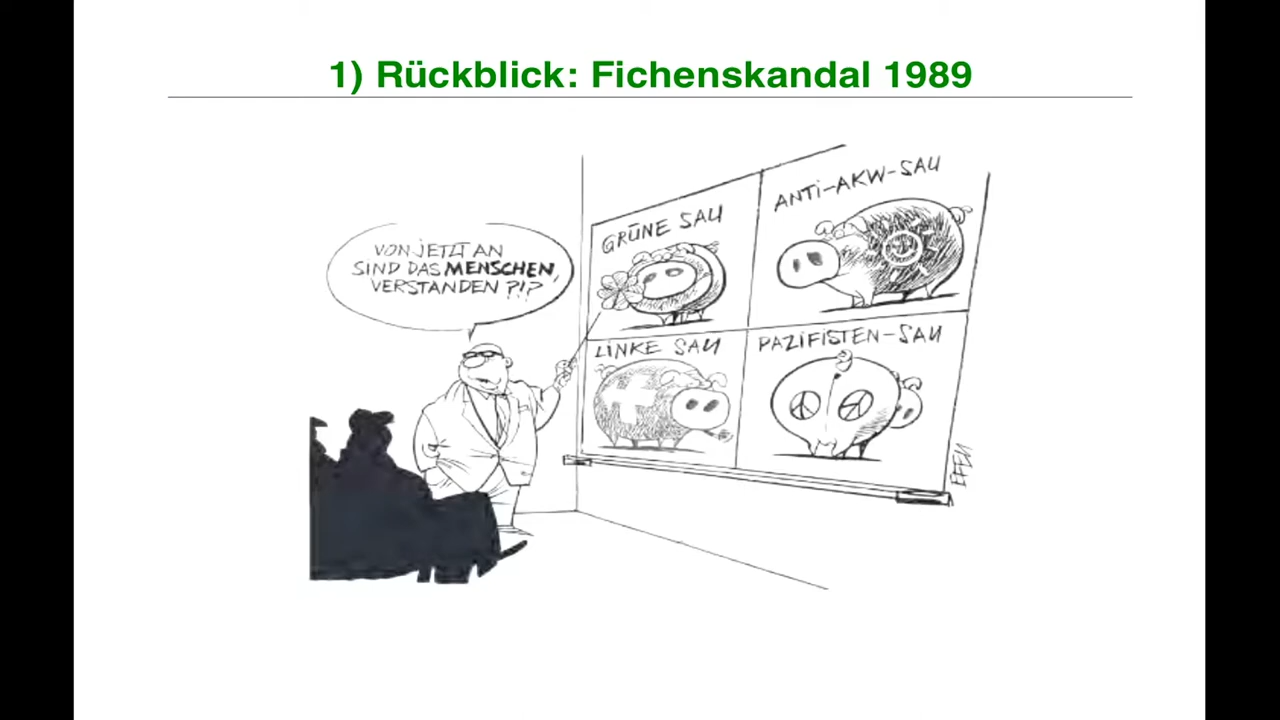 1) Rückblick: Fichenskandal 1989
VON JETZT AN
SIND DAS MENSCHEN,
VERSTANDEN ?!?
GRÜNE SAU
ANTI-AKW-SAU
LINKE SAU
PAZIFISTEN-SAU
EFEU